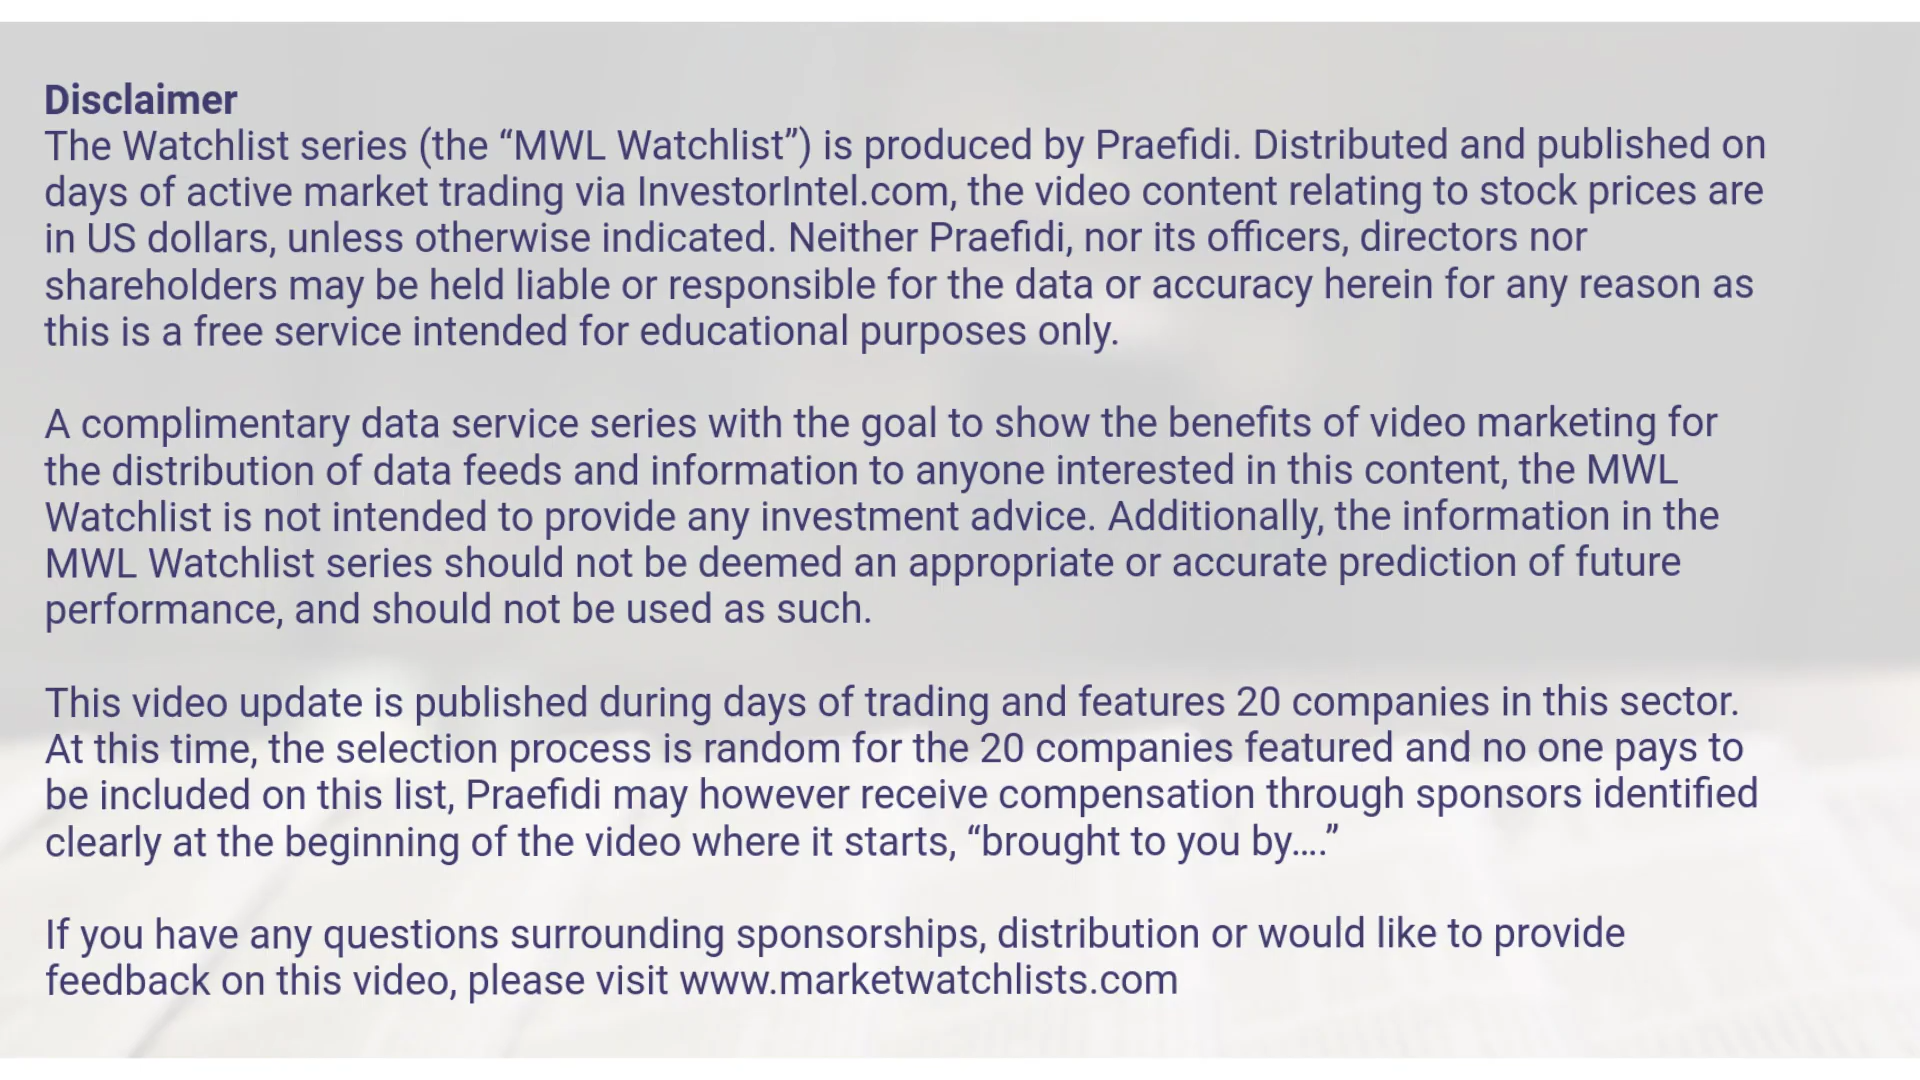 Disclaimer
The Watchlist series (the “MWL Watchlist”) is produced by Praefidi. Distributed and published on
days of active market trading via InvestorIntel.com, the video content relating to stock prices are
in US dollars, unless otherwise indicated. Neither Praefidi, nor its officers, directors nor
shareholders may be held liable or responsible for the data or accuracy herein for any reason as
this is a free service intended for educational purposes only.
A complimentary data service series with the goal to show the benefits of video marketing for
the distribution of data feeds and information to anyone interested in this content, the MWL
Watchlist is not intended to provide any investment advice. Additionally, the information in the
MWL Watchlist series should not be deemed an appropriate or accurate prediction of future
performance, and should not be used as such.
This video update is published during days of trading and features 20 companies in this sector.
At this time, the selection process is random for the 20 companies featured and no one pays to
be included on this list, Praefidi may however receive compensation through sponsors identified
clearly at the beginning of the video where it starts, “brought to you by….”
If you have any questions surrounding sponsorships, distribution or would like to provide
feedback on this video, please visit www.marketwatchlists.com